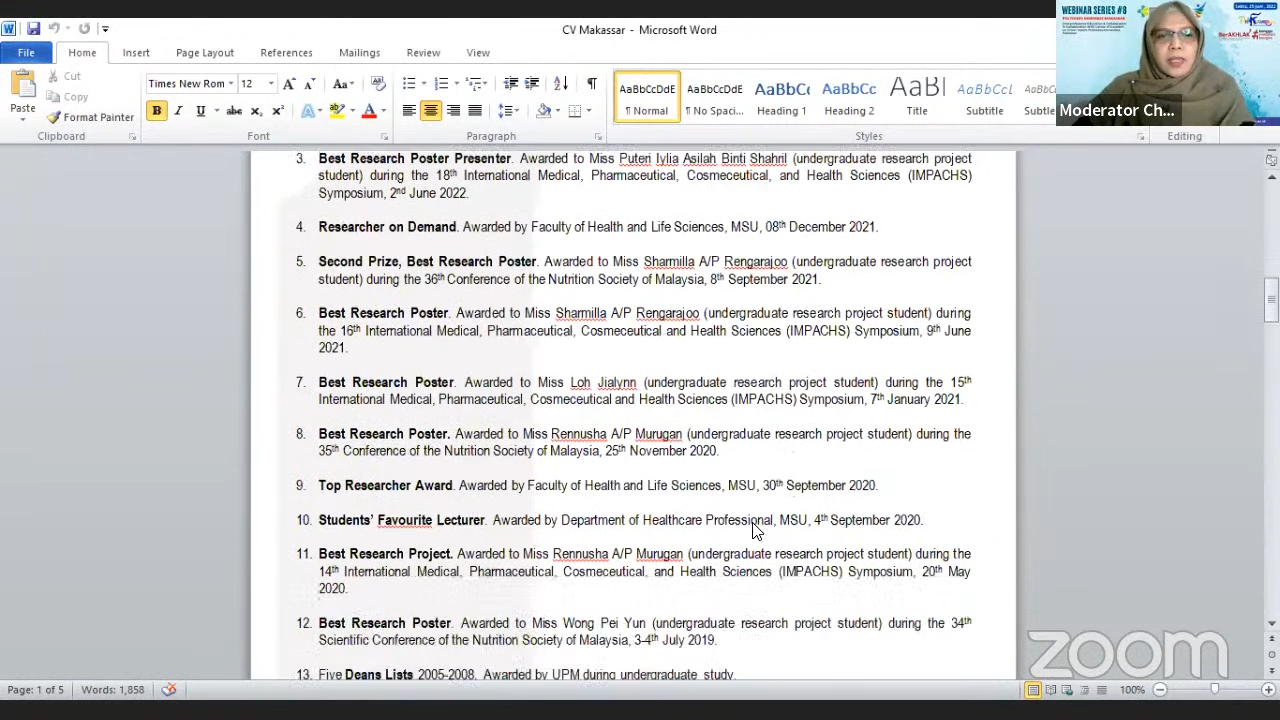 CV Makassar - Microsoft Word
File Home Insert Page Layout References Mailings Review View
Paste
Cut
Copy
Format Painter
Clipboard
Times New Rom 12
Font
Paragraph
AaBbCcDdE AaBbCcDdE AaBbCc AaBbCc AaBl AaBbCcL
¶ Normal ¶ No Spaci... Heading 1 Heading 2 Title Subtitle
Styles
Editing
WEBINAR SERIES #8
Sabtu, 25 Juni, 2022
BerAKHLAK
Moderator Ch...
3. Best Research Poster Presenter. Awarded to Miss Puteri Iylia Asilah Binti Shahril (undergraduate research project
student) during the 18th International Medical, Pharmaceutical, Cosmeceutical, and Health Sciences (IMPACHS)
Symposium, 2nd June 2022.
4. Researcher on Demand. Awarded by Faculty of Health and Life Sciences, MSU, 08th December 2021.
5. Second Prize, Best Research Poster. Awarded to Miss Sharmilla A/P Rengarajoo (undergraduate research project
student) during the 36th Conference of the Nutrition Society of Malaysia, 8th September 2021.
6. Best Research Poster. Awarded to Miss Sharmilla A/P Rengarajoo (undergraduate research project student) during
the 16th International Medical, Pharmaceutical, Cosmeceutical and Health Sciences (IMPACHS) Symposium, 9th June
2021.
7. Best Research Poster. Awarded to Miss Loh Jialynn (undergraduate research project student) during the 15th
International Medical, Pharmaceutical, Cosmeceutical and Health Sciences (IMPACHS) Symposium, 7th January 2021.
8. Best Research Poster. Awarded to Miss Rennusha A/P Murugan (undergraduate research project student) during the
35th Conference of the Nutrition Society of Malaysia, 25th November 2020.
9. Top Researcher Award. Awarded by Faculty of Health and Life Sciences, MSU, 30th September 2020.
10. Students' Favourite Lecturer. Awarded by Department of Healthcare Professional, MSU, 4th September 2020.
11. Best Research Project. Awarded to Miss Rennusha A/P Murugan (undergraduate research project student) during the
14th International Medical, Pharmaceutical, Cosmeceutical, and Health Sciences (IMPACHS) Symposium, 20th May
2020.
12. Best Research Poster. Awarded to Miss Wong Pei Yun (undergraduate research project student) during the 34th
Scientific Conference of the Nutrition Society of Malaysia, 3-4th July 2019.
13. Five Deans Lists 2005-2008. Awarded by UPM during undergraduate study.
zoom
Page: 1 of 5 Words: 1,858 100%